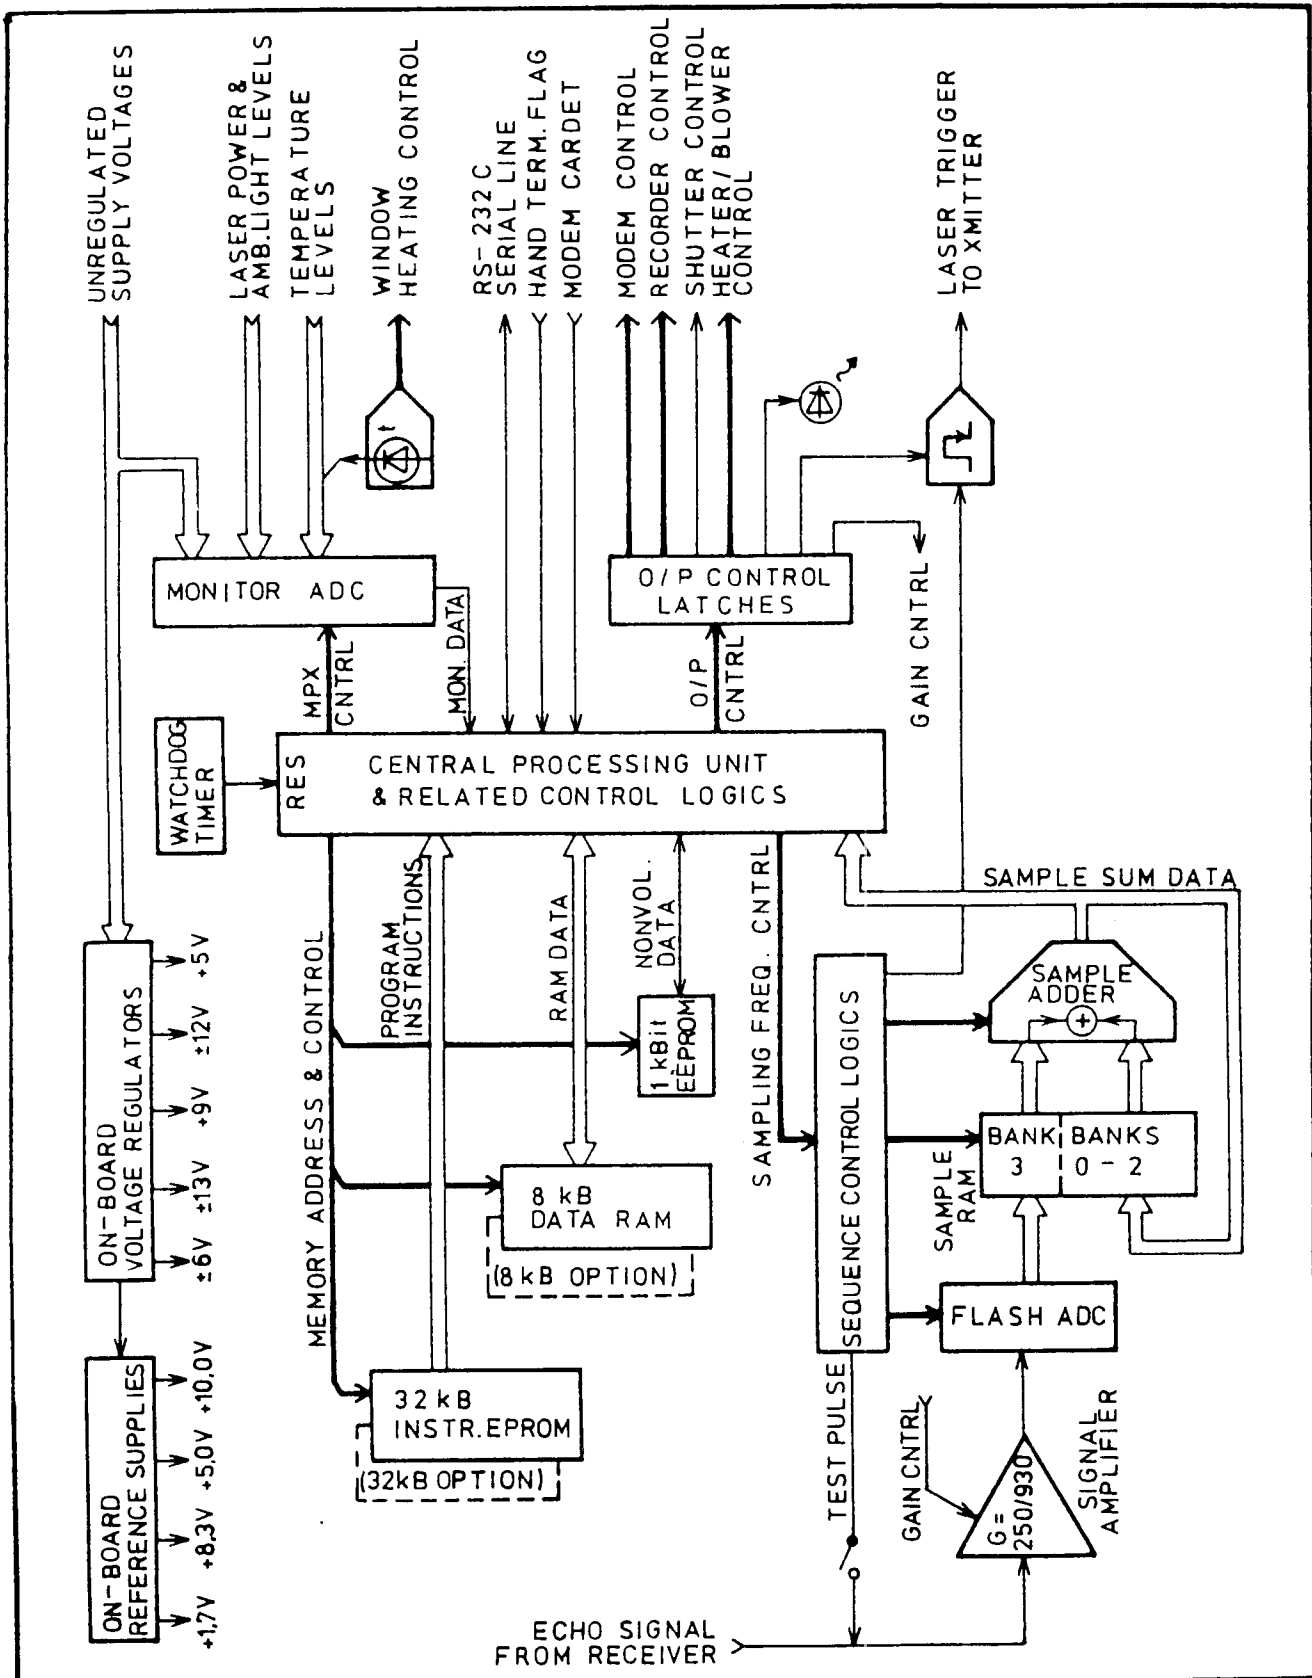 UNREGULATED
SUPPLY VOLTAGES
LASER POWER &
AMB.LIGHT LEVELS
TEMPERATURE
LEVELS
WINDOW
HEATING CONTROL
RS-232 C
SERIAL LINE
HAND TERM. FLAG
MODEM CARDET
MODEM CONTROL
RECORDER CONTROL
SHUTTER CONTROL
HEATER/BLOWER
CONTROL
LASER TRIGGER
TO XMITTER
t
MONITOR ADC
O/P CONTROL
LATCHES
MPX
CNTRL
MON. DATA
O/P
CNTRL
GAIN CNTRL
WATCHDOG
TIMER
RES
CENTRAL PROCESSING UNIT
& RELATED CONTROL LOGICS
ON-BOARD
VOLTAGE REGULATORS
+5V
±12V
+9V
±13V
±6V
MEMORY ADDRESS & CONTROL
PROGRAM
INSTRUCTIONS
RAM DATA
NONVOL.
DATA
SAMPLING FREQ. CNTRL
SAMPLE SUM DATA
1 kBit
EEPROM
SEQUENCE CONTROL LOGICS
SAMPLE
ADDER
+
8 kB
DATA RAM
(8 kB OPTION)
SAMPLE
RAM
BANK
3
BANKS
0-2
FLASH ADC
ON-BOARD
REFERENCE SUPPLIES
+10,0V
+5,0V
+8,3V
+1,7V
32 kB
INSTR.EPROM
(32kB OPTION)
TEST PULSE
GAIN CNTRL
G=
250/930
SIGNAL
AMPLIFIER
ECHO SIGNAL
FROM RECEIVER